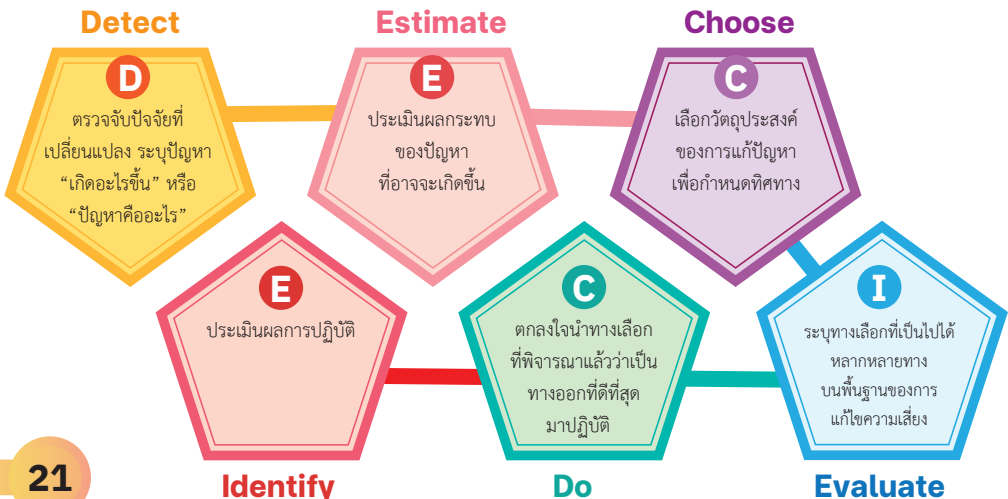 Detect
Estimate
Choose
D
ตรวจจับปัจจัยที่
เปลี่ยนแปลง ระบุปัญหา
“เกิดอะไรขึ้น” หรือ
“ปัญหาคืออะไร”
E
ประเมินผลกระทบ
ของปัญหา
ที่อาจจะเกิดขึ้น
C
เลือกวัตถุประสงค์
ของการแก้ปัญหา
เพื่อกำหนดทิศทาง
E
ประเมินผลการปฏิบัติ
C
ตกลงใจนำทางเลือก
ที่พิจารณาแล้วว่าเป็น
ทางออกที่ดีที่สุด
มาปฏิบัติ
I
ระบุทางเลือกที่เป็นไปได้
หลากหลายทาง
บนพื้นฐานของการ
แก้ไขความเสี่ยง
Identify
Do
Evaluate
21